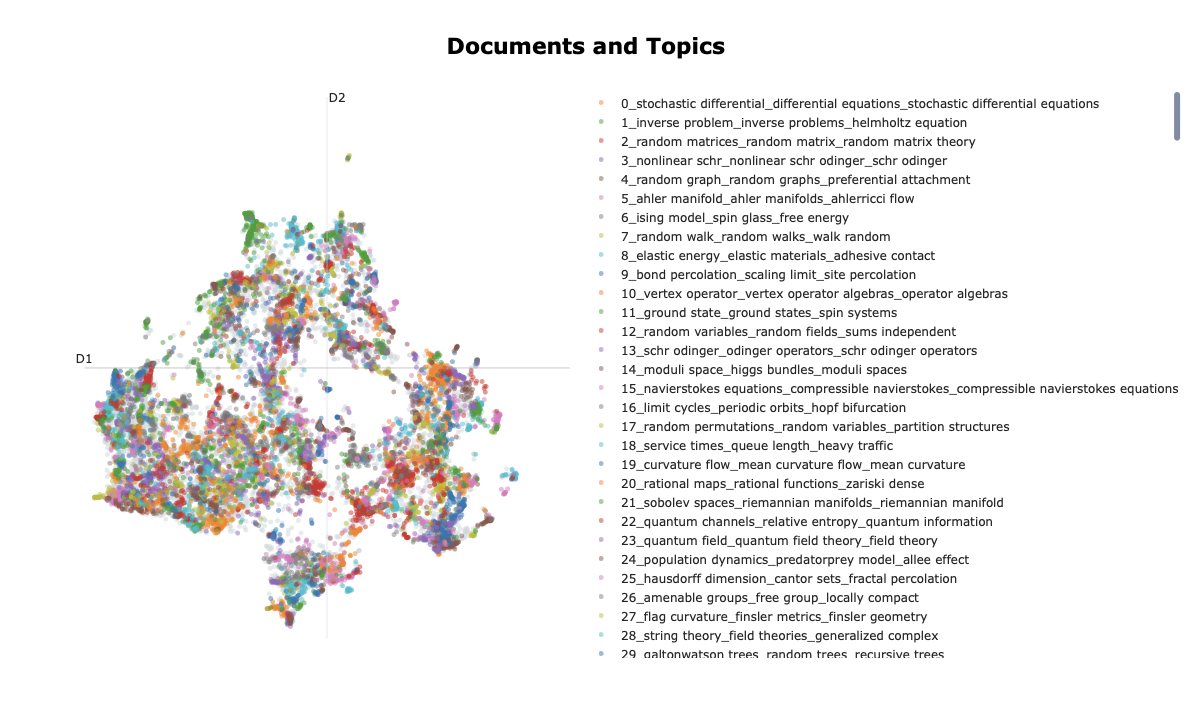 Documents and Topics
D2
D1
0_stochastic differential_differential equations_stochastic differential equations
1_inverse problem_inverse problems_helmholtz equation
2_random matrices_random matrix_random matrix theory
3_nonlinear schr_nonlinear schr odinger_schr odinger
4_random graph_random graphs_preferential attachment
5_ahler manifold_ahler manifolds_ahlerricci flow
6_ising model_spin glass_free energy
7_random walk_random walks_walk random
8_elastic energy_elastic materials_adhesive contact
9_bond percolation_scaling limit_site percolation
10_vertex operator_vertex operator algebras_operator algebras
11_ground state_ground states_spin systems
12_random variables_random fields_sums independent
13_schr odinger_odinger operators_schr odinger operators
14_moduli space_higgs bundles_moduli spaces
15_navierstokes equations_compressible navierstokes_compressible navierstokes equations
16_limit cycles_periodic orbits_hopf bifurcation
17_random permutations_random variables_partition structures
18_service times_queue length_heavy traffic
19_curvature flow_mean curvature flow_mean curvature
20_rational maps_rational functions_zariski dense
21_sobolev spaces_riemannian manifolds_riemannian manifold
22_quantum channels_relative entropy_quantum information
23_quantum field_quantum field theory_field theory
24_population dynamics_predatorprey model_allee effect
25_hausdorff dimension_cantor sets_fractal percolation
26_amenable groups_free group_locally compact
27_flag curvature_finsler metrics_finsler geometry
28_string theory_field theories_generalized complex
29_galtonwatson trees_random trees_recursive trees